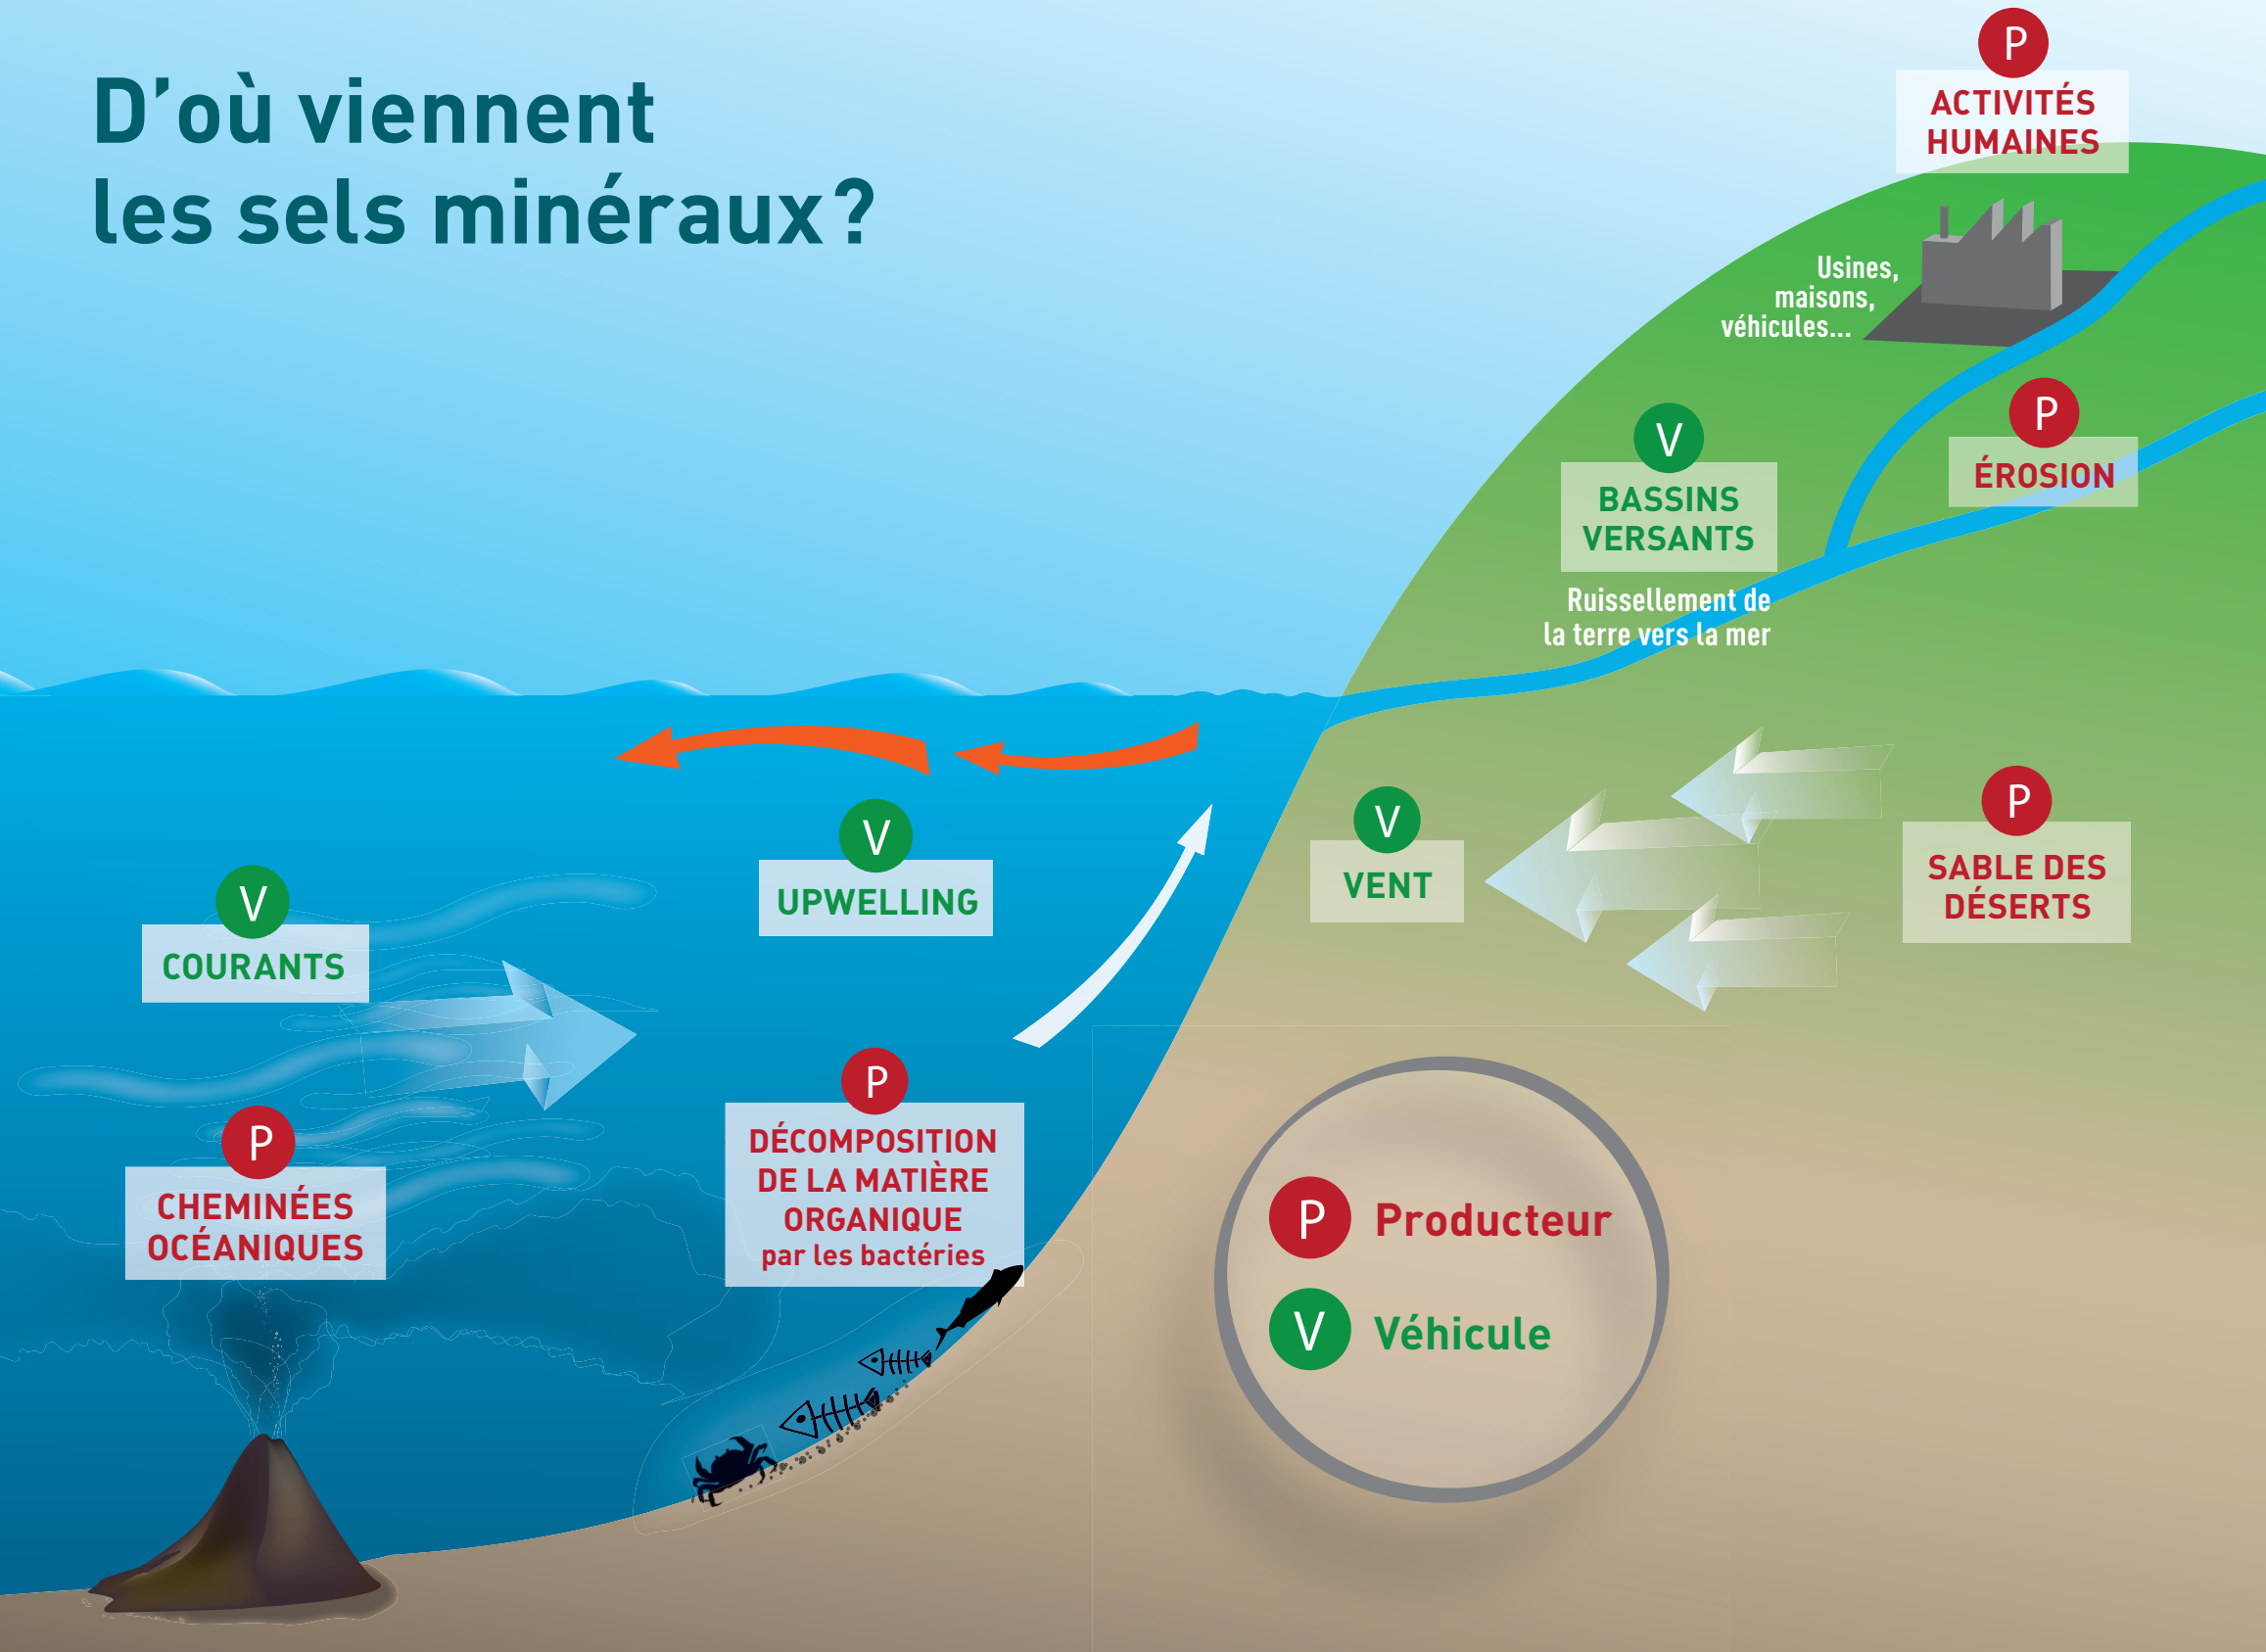 D’où viennent
les sels minéraux ?
P
ACTIVITÉS
HUMAINES
Usines,
maisons,
véhicules...
P
ÉROSION
V
BASSINS
VERSANTS
Ruissellement de
la terre vers la mer
V
UPWELLING
V
VENT
P
SABLE DES
DÉSERTS
V
COURANTS
P
CHEMINÉES
OCÉANIQUES
P
DÉCOMPOSITION
DE LA MATIÈRE
ORGANIQUE
par les bactéries
P Producteur
V Véhicule